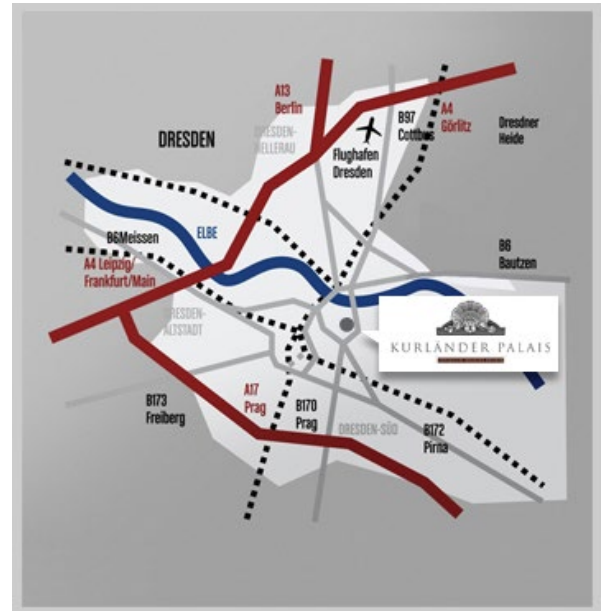 A13
Berlin
A4
Görlitz
B97
Cottbus
Dresdner
Heide
DRESDEN
DRESDEN-
HELLERAU
Flughafen
Dresden
ELBE
B6Meissen
B6
Bautzen
A4 Leipzig/
Frankfurt/Main
DRESDEN-
ALTSTADT
KURLÄNDER PALAIS
B173
Freiberg
A17
Prag
B170
Prag
DRESDEN-SÜD
B172
Pirna